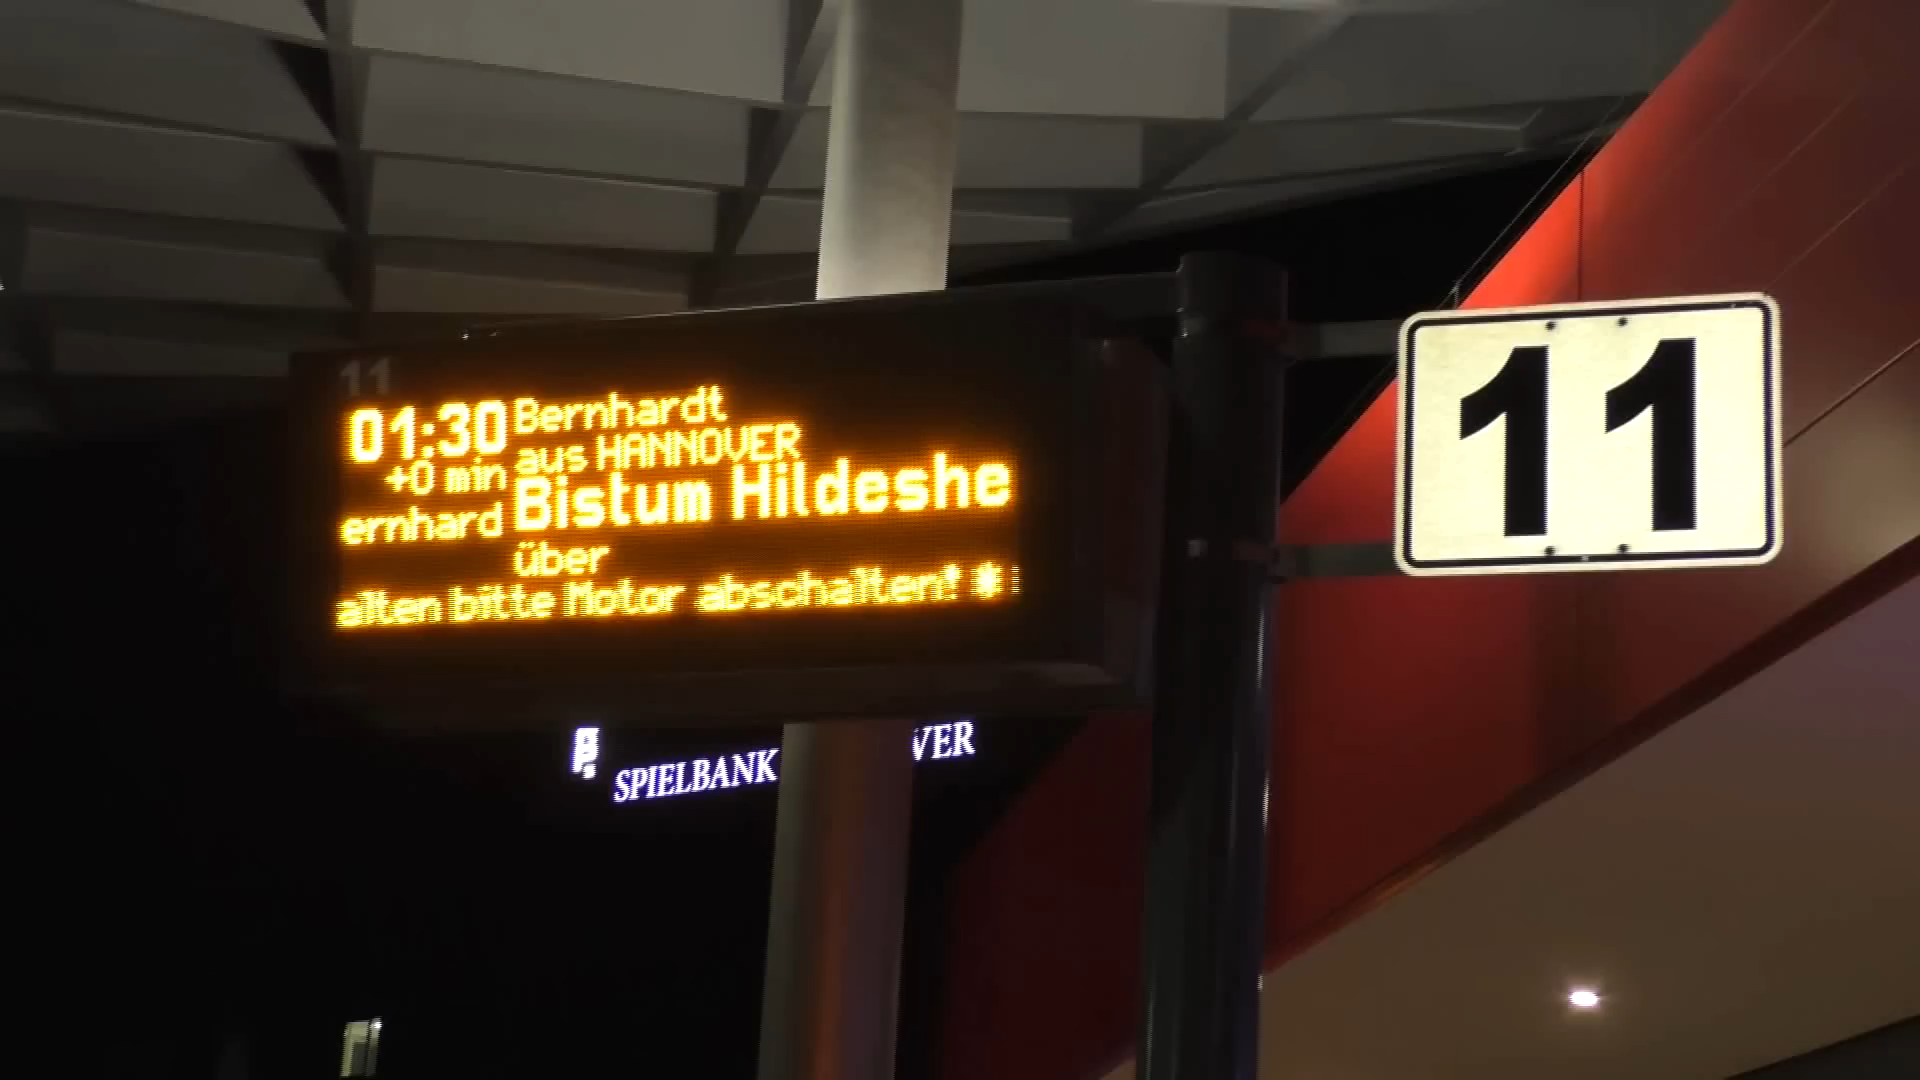 11
01:30 Bernhardt
aus HANNOVER
+0 min
ernhard Bistum Hildeshe
über
alten bitte Motor abschalten! *
11
SPIELBANK VER